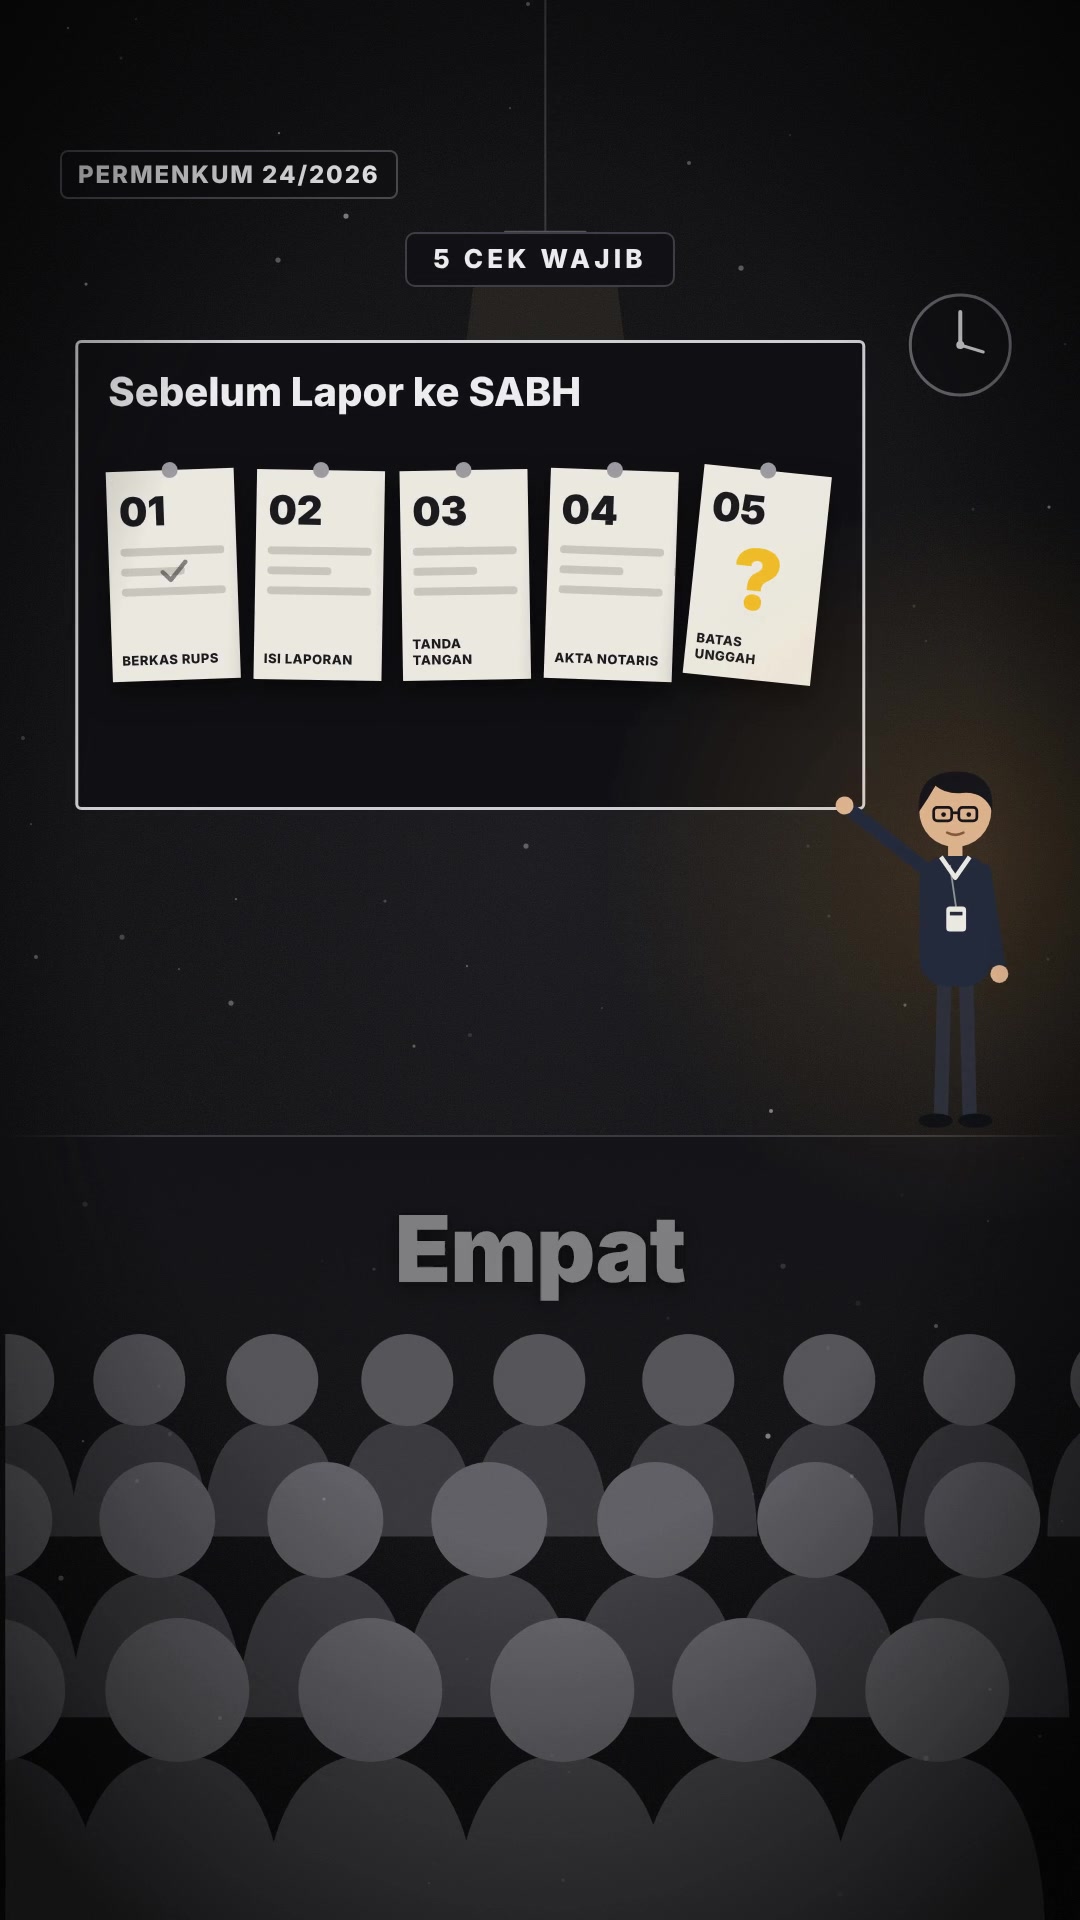 PERMENKUM 24/2026
5 CEK WAJIB
Sebelum Lapor ke SABH
01
BERKAS RUPS
02
ISI LAPORAN
03
TANDA
TANGAN
04
AKTA NOTARIS
05
?
BATAS
UNGGAH
Empat